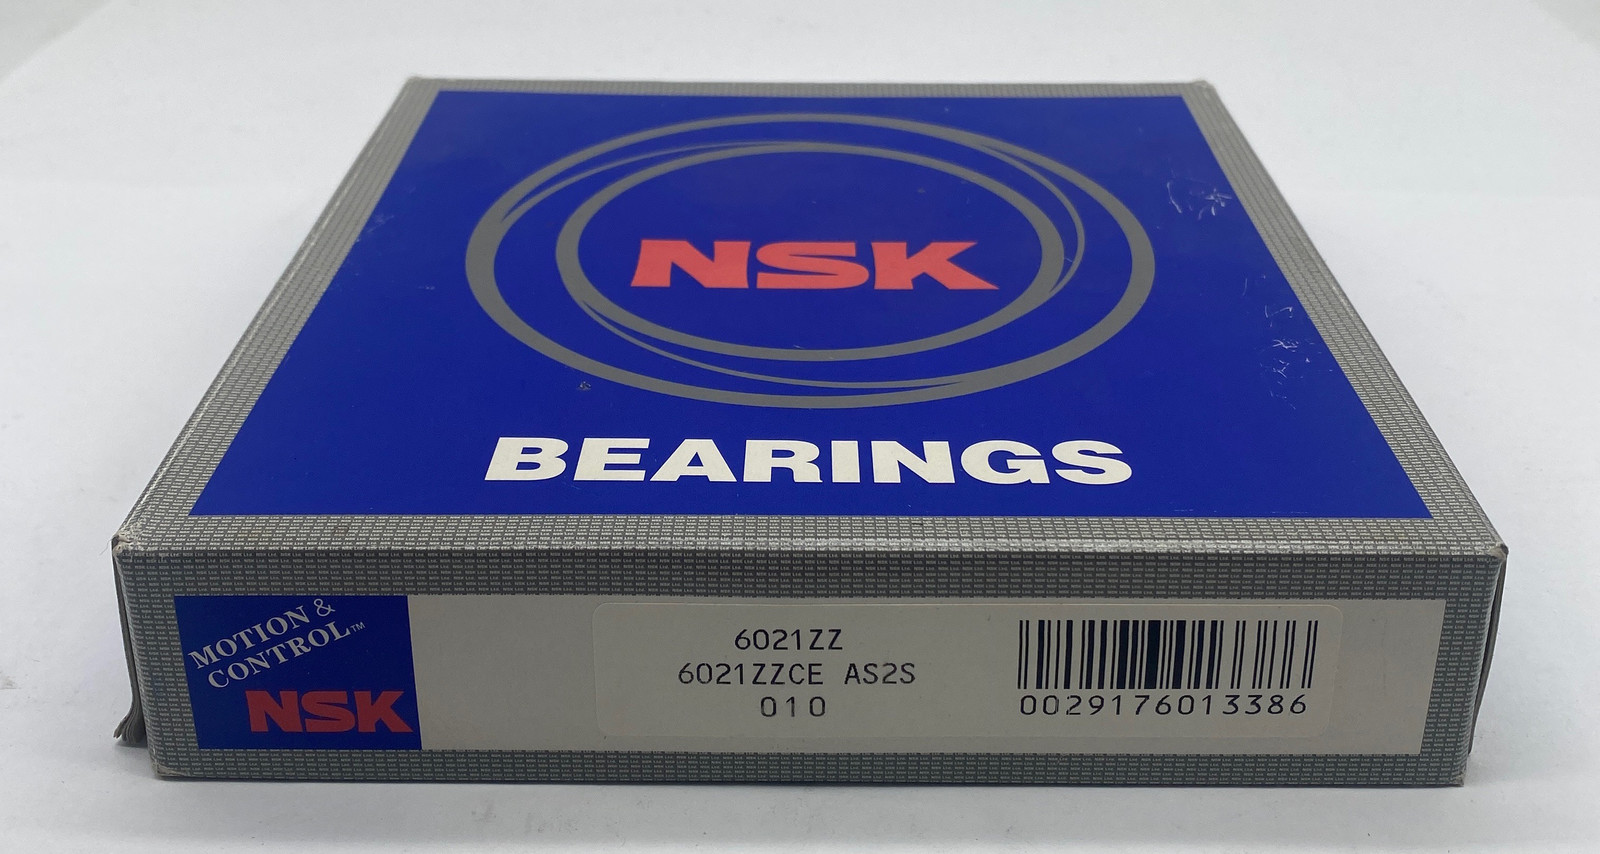 NSK
BEARINGS
MOTION &
CONTROL™
NSK
6021ZZ
6021ZZCE AS2S
010
0029176013386